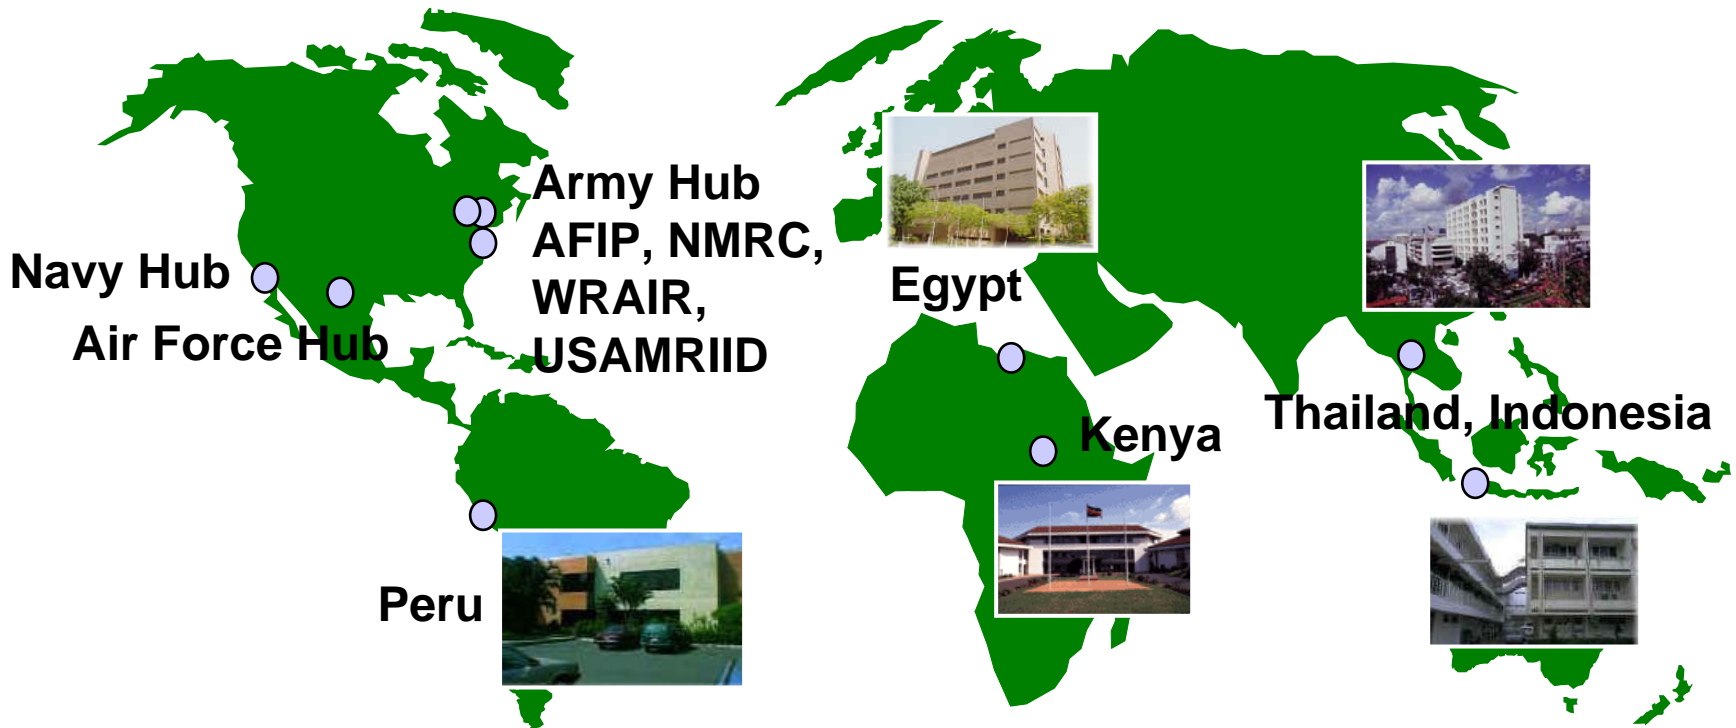 Army Hub
AFIP, NMRC,
WRAIR,
USAMRIID
Navy Hub
Air Force Hub
Egypt
Kenya
Thailand, Indonesia
Peru